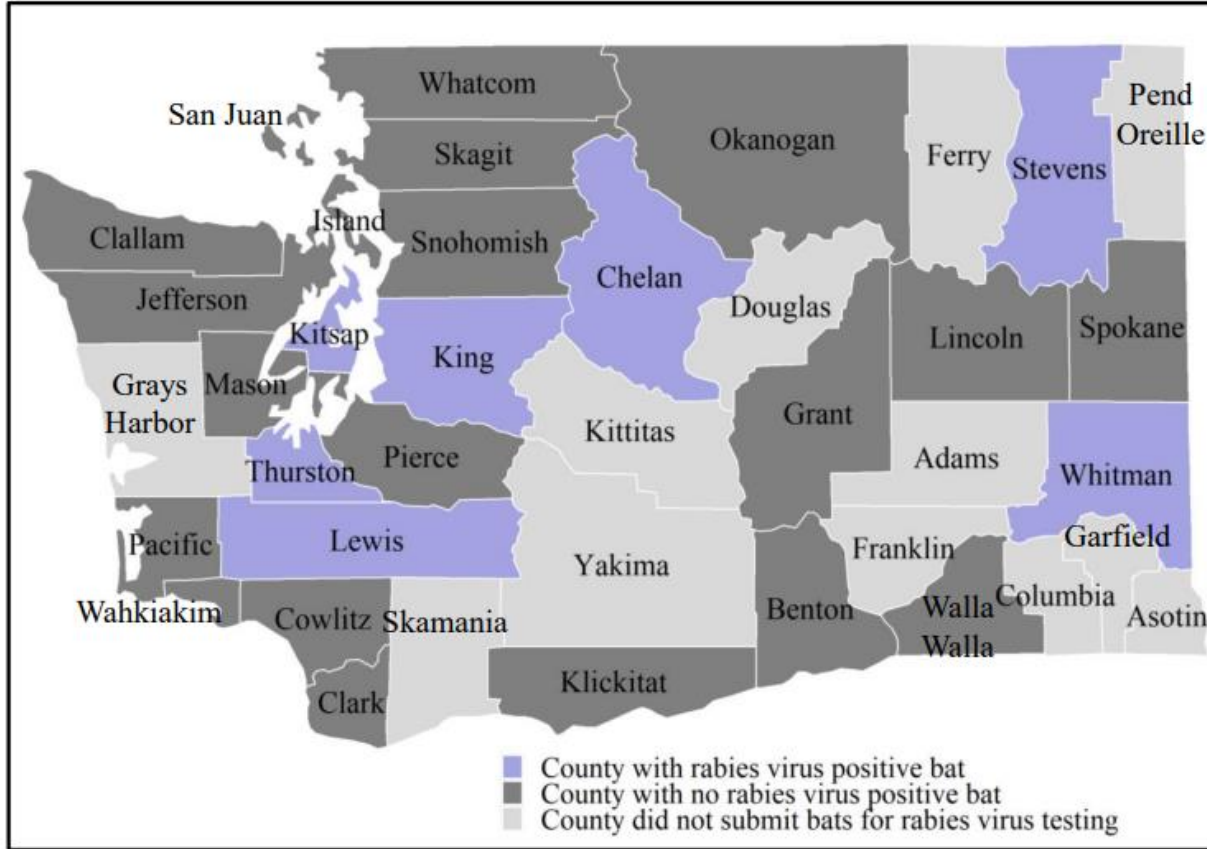 Whatcom
San Juan
Okanogan
Pend
Oreille
Skagit
Ferry
Stevens
Island
Clallam
Snohomish
Chelan
Jefferson
Douglas
Kitsap
King
Lincoln
Spokane
Grays
Harbor
Mason
Grant
Kittitas
Pierce
Adams
Thurston
Whitman
Lewis
Pacific
Garfield
Franklin
Yakima
Columbia
Wahkiakim
Cowlitz
Skamania
Benton
Walla
Walla
Asotin
Klickitat
Clark
County with rabies virus positive bat
County with no rabies virus positive bat
County did not submit bats for rabies virus testing